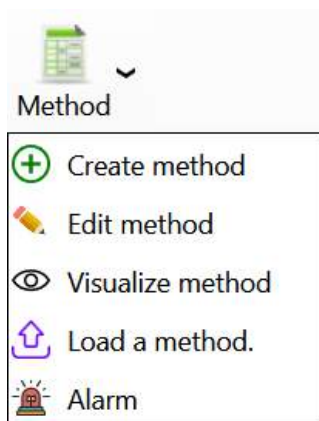 Method
Create method
Edit method
Visualize method
Load a method.
Alarm